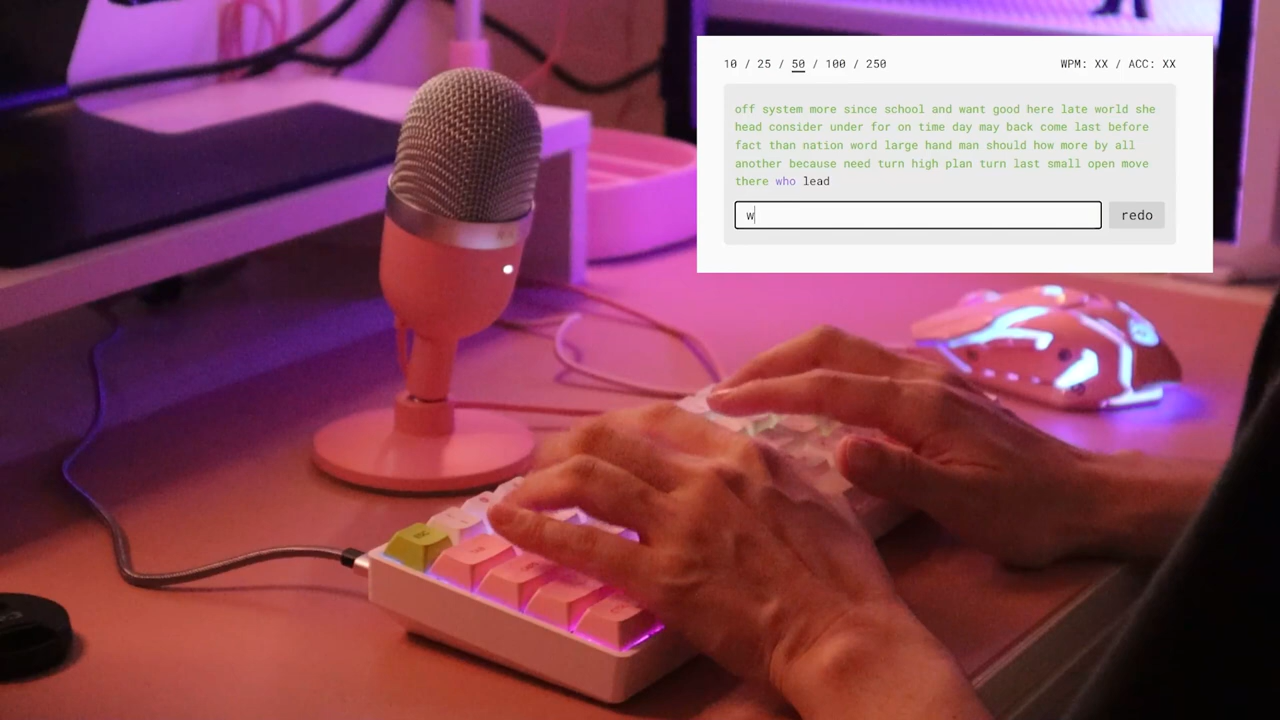 10 / 25 / 50 / 100 / 250
WPM: XX / ACC: XX
off system more since school and want good here late world she
head consider under for on time day may back come last before
fact than nation word large hand man should how more by all
another because need turn high plan turn last small open move
there who lead
w
redo